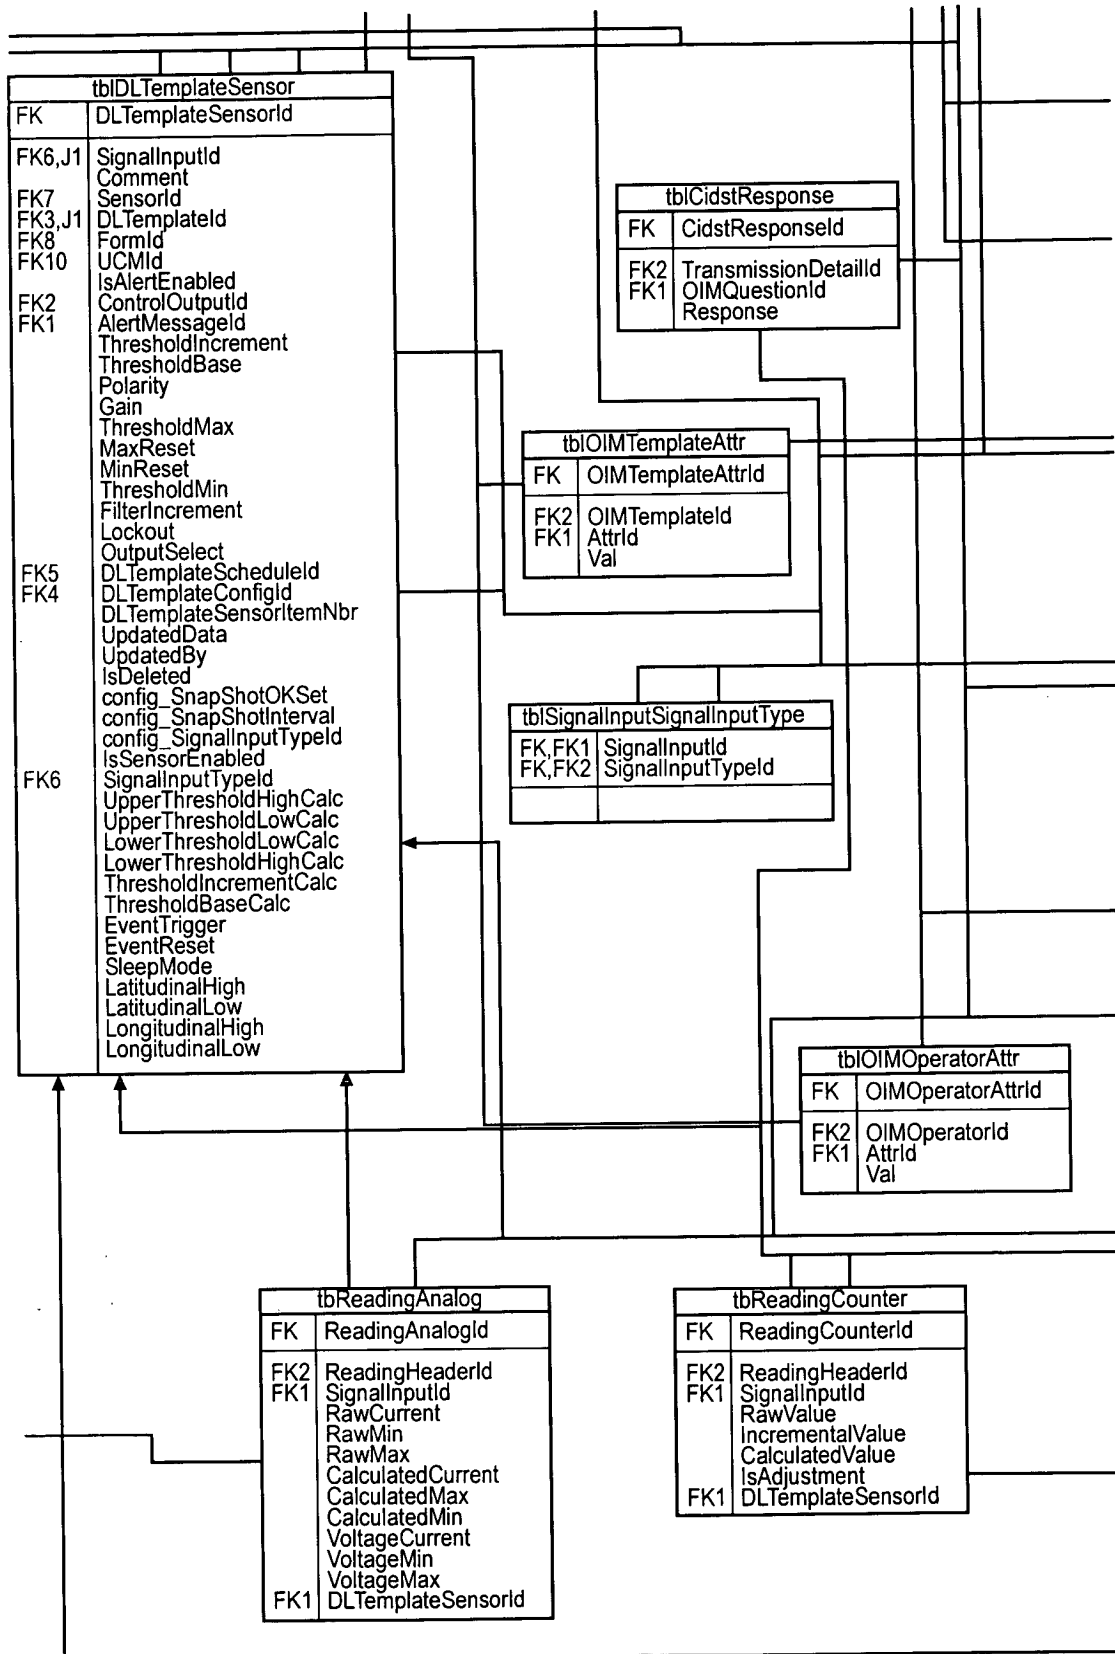 tblDLTemplateSensor
FK DLTemplateSensorId
FK6,J1 SignalInputId
Comment
FK7 SensorId
FK3,J1 DLTemplateId
FK8 FormId
FK10 UCMId
IsAlertEnabled
FK2 ControlOutputId
FK1 AlertMessageId
ThresholdIncrement
ThresholdBase
Polarity
Gain
ThresholdMax
MaxReset
MinReset
ThresholdMin
FilterIncrement
Lockout
OutputSelect
FK5 DLTemplateScheduleId
FK4 DLTemplateConfigId
DLTemplateSensorItemNbr
UpdatedData
UpdatedBy
IsDeleted
config_SnapShotOKSet
config_SnapShotInterval
config_SignalInputTypeId
IsSensorEnabled
FK6 SignalInputTypeId
UpperThresholdHighCalc
UpperThresholdLowCalc
LowerThresholdLowCalc
LowerThresholdHighCalc
ThresholdIncrementCalc
ThresholdBaseCalc
EventTrigger
EventReset
SleepMode
LatitudinalHigh
LatitudinalLow
LongitudinalHigh
LongitudinalLow
tblCidstResponse
FK CidstResponseId
FK2 TransmissionDetailId
FK1 OIMQuestionId
Response
tblOIMTemplateAttr
FK OIMTemplateAttrId
FK2 OIMTemplateId
FK1 AttrId
Val
tblSignalInputSignalInputType
FK,FK1 SignalInputId
FK,FK2 SignalInputTypeId
tblOIMOperatorAttr
FK OIMOperatorAttrId
FK2 OIMOperatorId
FK1 AttrId
Val
tbReadingAnalog
FK ReadingAnalogId
FK2 ReadingHeaderId
FK1 SignalInputId
RawCurrent
RawMin
RawMax
CalculatedCurrent
CalculatedMax
CalculatedMin
VoltageCurrent
VoltageMin
VoltageMax
FK1 DLTemplateSensorId
tbReadingCounter
FK ReadingCounterId
FK2 ReadingHeaderId
FK1 SignalInputId
RawValue
IncrementalValue
CalculatedValue
IsAdjustment
FK1 DLTemplateSensorId